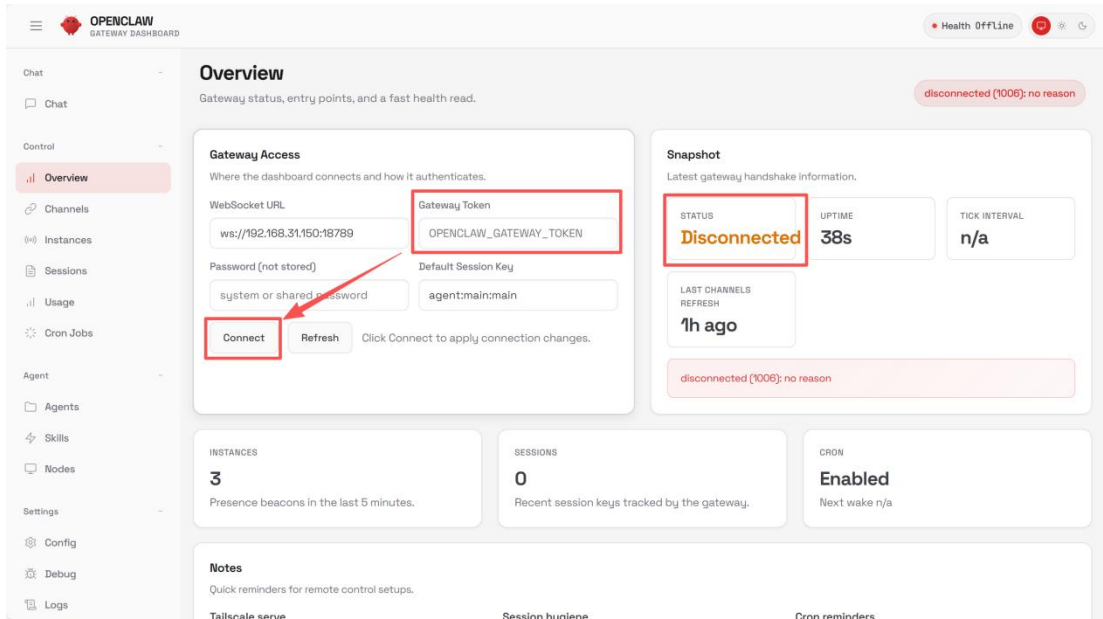 OPENCLAW
GATEWAY DASHBOARD
Health Offline
Chat
Chat
Control
Overview
Channels
Instances
Sessions
Usage
Cron Jobs
Agent
Agents
Skills
Nodes
Settings
Config
Debug
Logs
Overview
Gateway status, entry points, and a fast health read.
disconnected (1006): no reason
Gateway Access
Where the dashboard connects and how it authenticates.
WebSocket URL
ws://192.168.31.150:18789
Gateway Token
OPENCLAW_GATEWAY_TOKEN
Password (not stored)
system or shared password
Default Session Key
agent:main:main
Connect
Refresh
Click Connect to apply connection changes.
Snapshot
Latest gateway handshake information.
STATUS
Disconnected
UPTIME
38s
TICK INTERVAL
n/a
LAST CHANNELS
REFRESH
1h ago
disconnected (1006): no reason
INSTANCES
3
Presence beacons in the last 5 minutes.
SESSIONS
0
Recent session keys tracked by the gateway.
CRON
Enabled
Next wake n/a
Notes
Quick reminders for remote control setups.
Tailscale serve
Session hygiene
Cron reminders